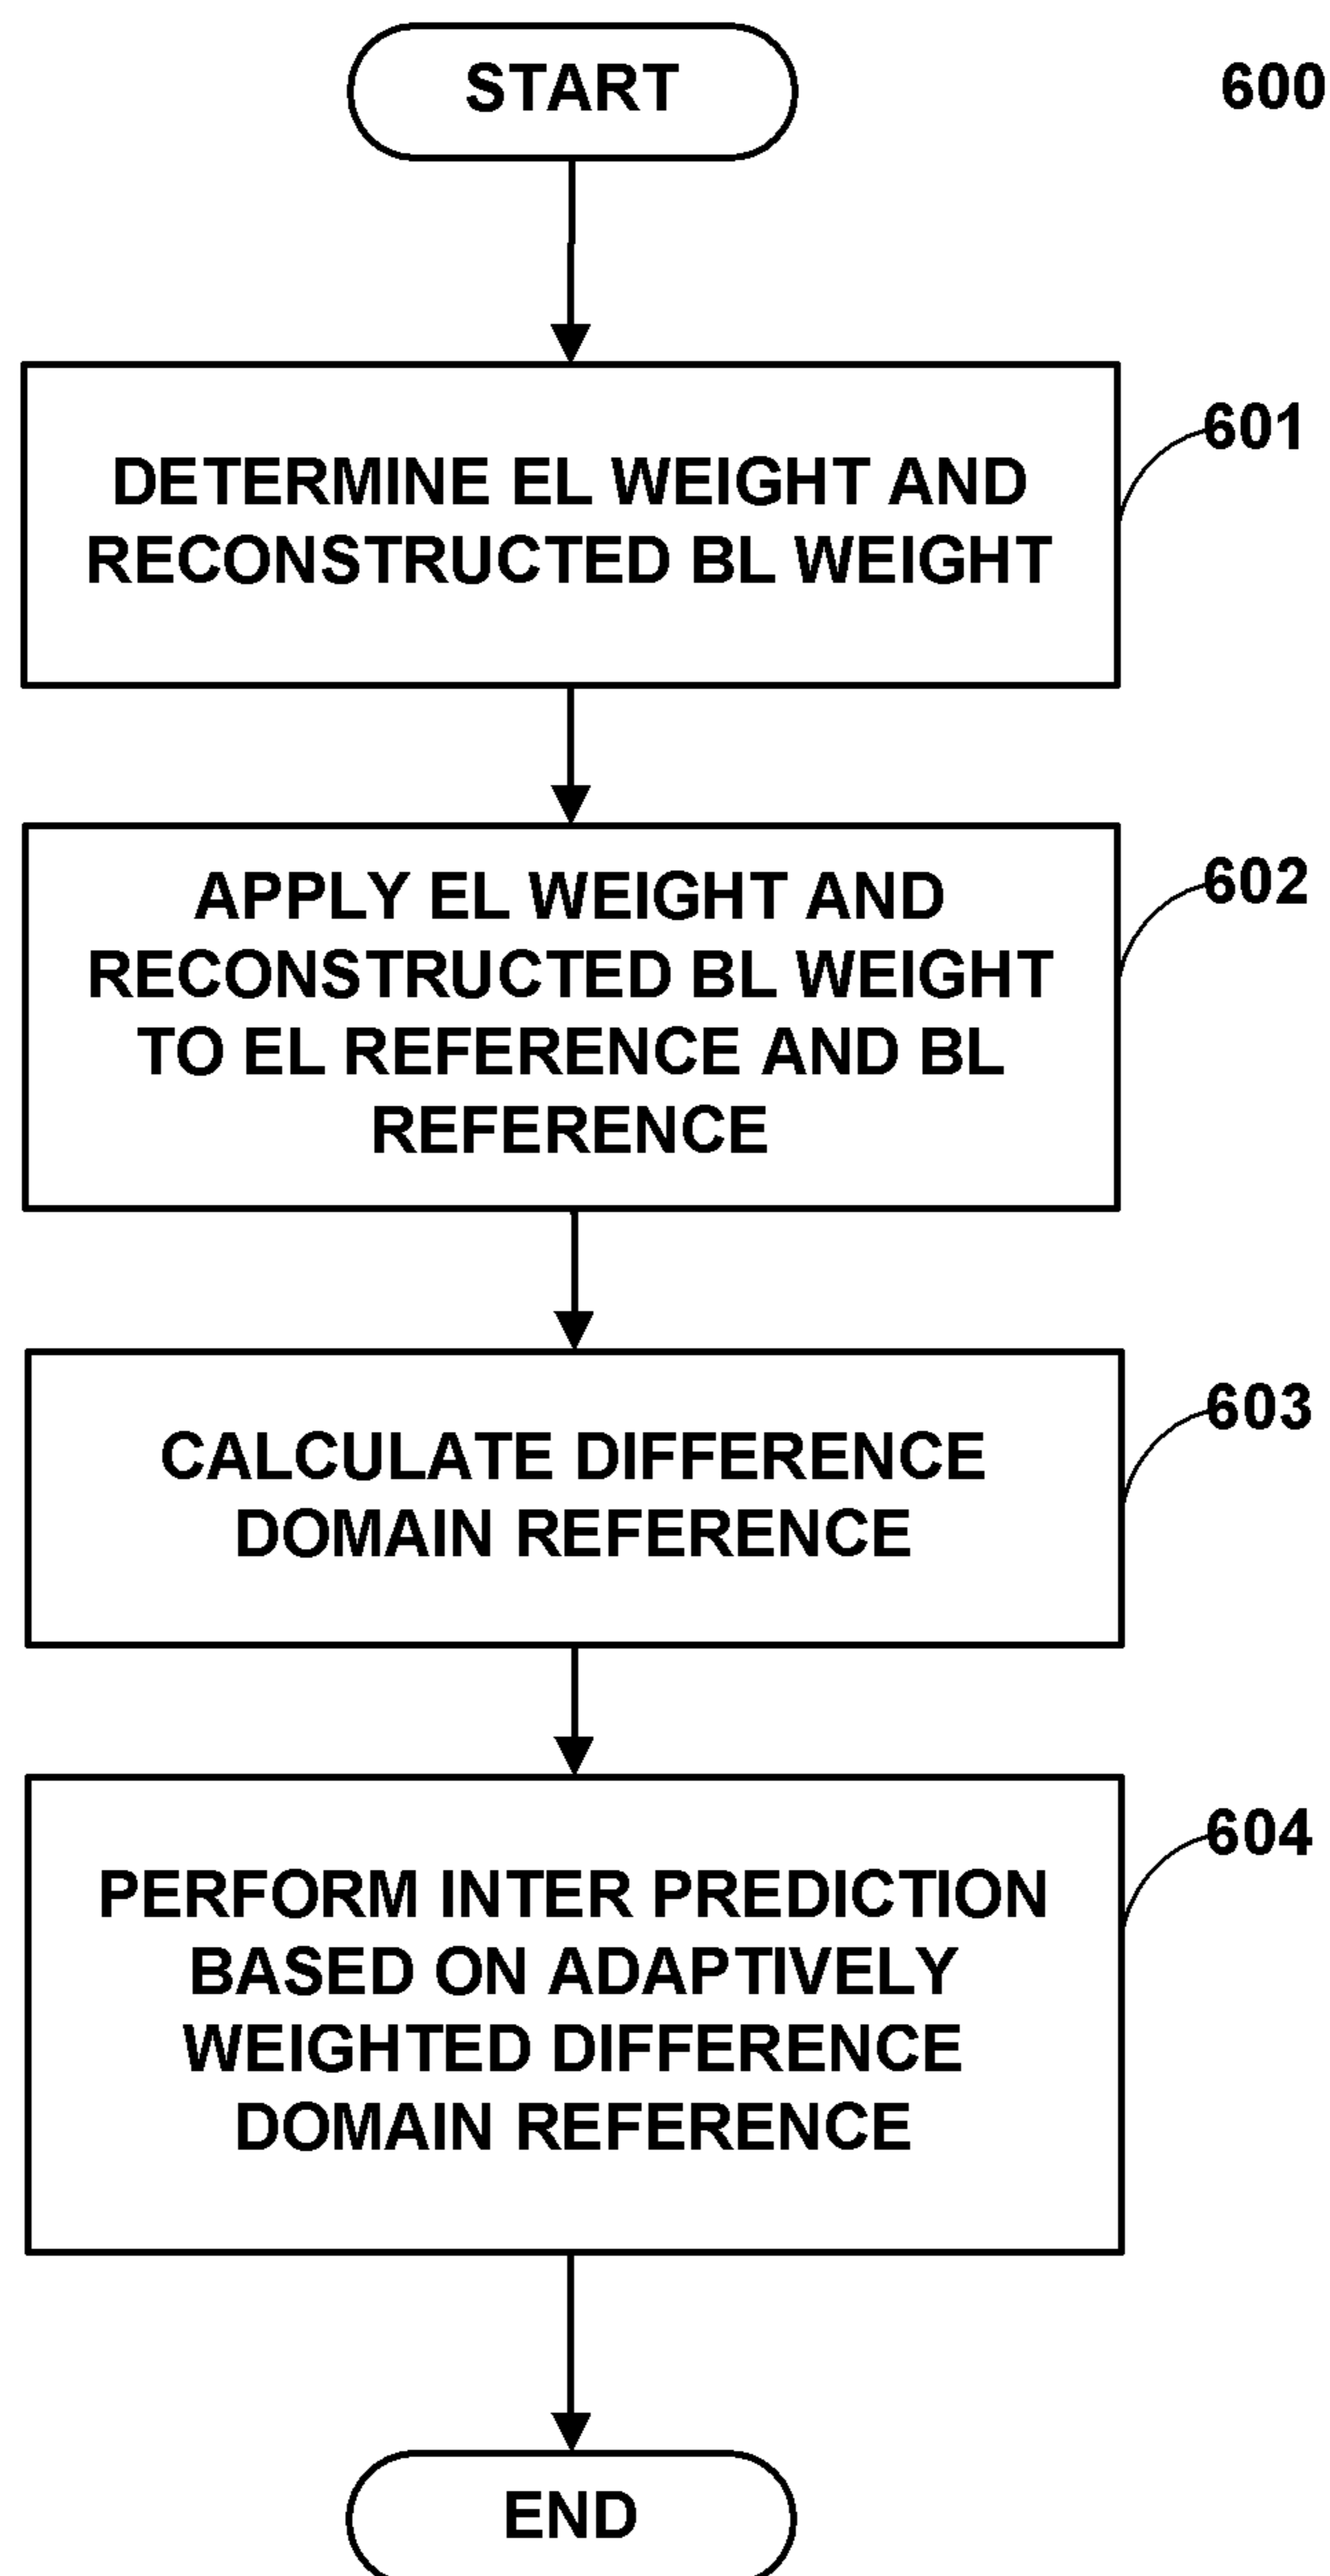 START
600
DETERMINE EL WEIGHT AND
RECONSTRUCTED BL WEIGHT
601
APPLY EL WEIGHT AND
RECONSTRUCTED BL WEIGHT
TO EL REFERENCE AND BL
REFERENCE
602
CALCULATE DIFFERENCE
DOMAIN REFERENCE
603
PERFORM INTER PREDICTION
BASED ON ADAPTIVELY
WEIGHTED DIFFERENCE
DOMAIN REFERENCE
604
END